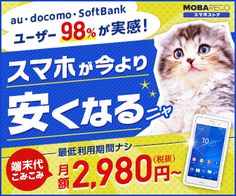 MOBARECO
スマホストア
au・docomo・SoftBank
ユーザー98%が実感!
スマホが今より
安くなるニャ
端末代
こみこみ
最低利用期間ナシ
月額2,980円〜(税抜)